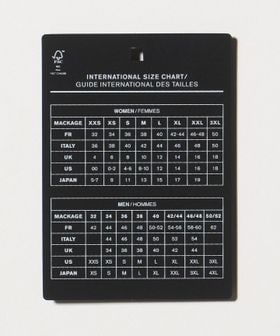 FSC
INTERNATIONAL SIZE CHART/
GUIDE INTERNATIONAL DES TAILLES
WOMEN/FEMMES
MACKAGE XXS XS S M L XL XXL 3XL
FR 32 34 36 38 40 42-44 46-48 50
ITALY 36 38 40 42 44 46 48 50
UK 4 6 8 10 12 14 16 18
US 00 0-2 4-6 8-10 12 14 16 18
JAPAN 5-7 9 11 13 15 17 19
MEN/HOMMES
MACKAGE 32 34 36 38 40 42/44 46/48 50/52
FR 42 44 46 48 50-52 54-56 58-60 62
ITALY 44 46 48 50 52 54
UK 34 36 38 40 42 44
US XXS XS S M L XL XXL 3XL
JAPAN XS S M L XL XXL 3XL 4XL